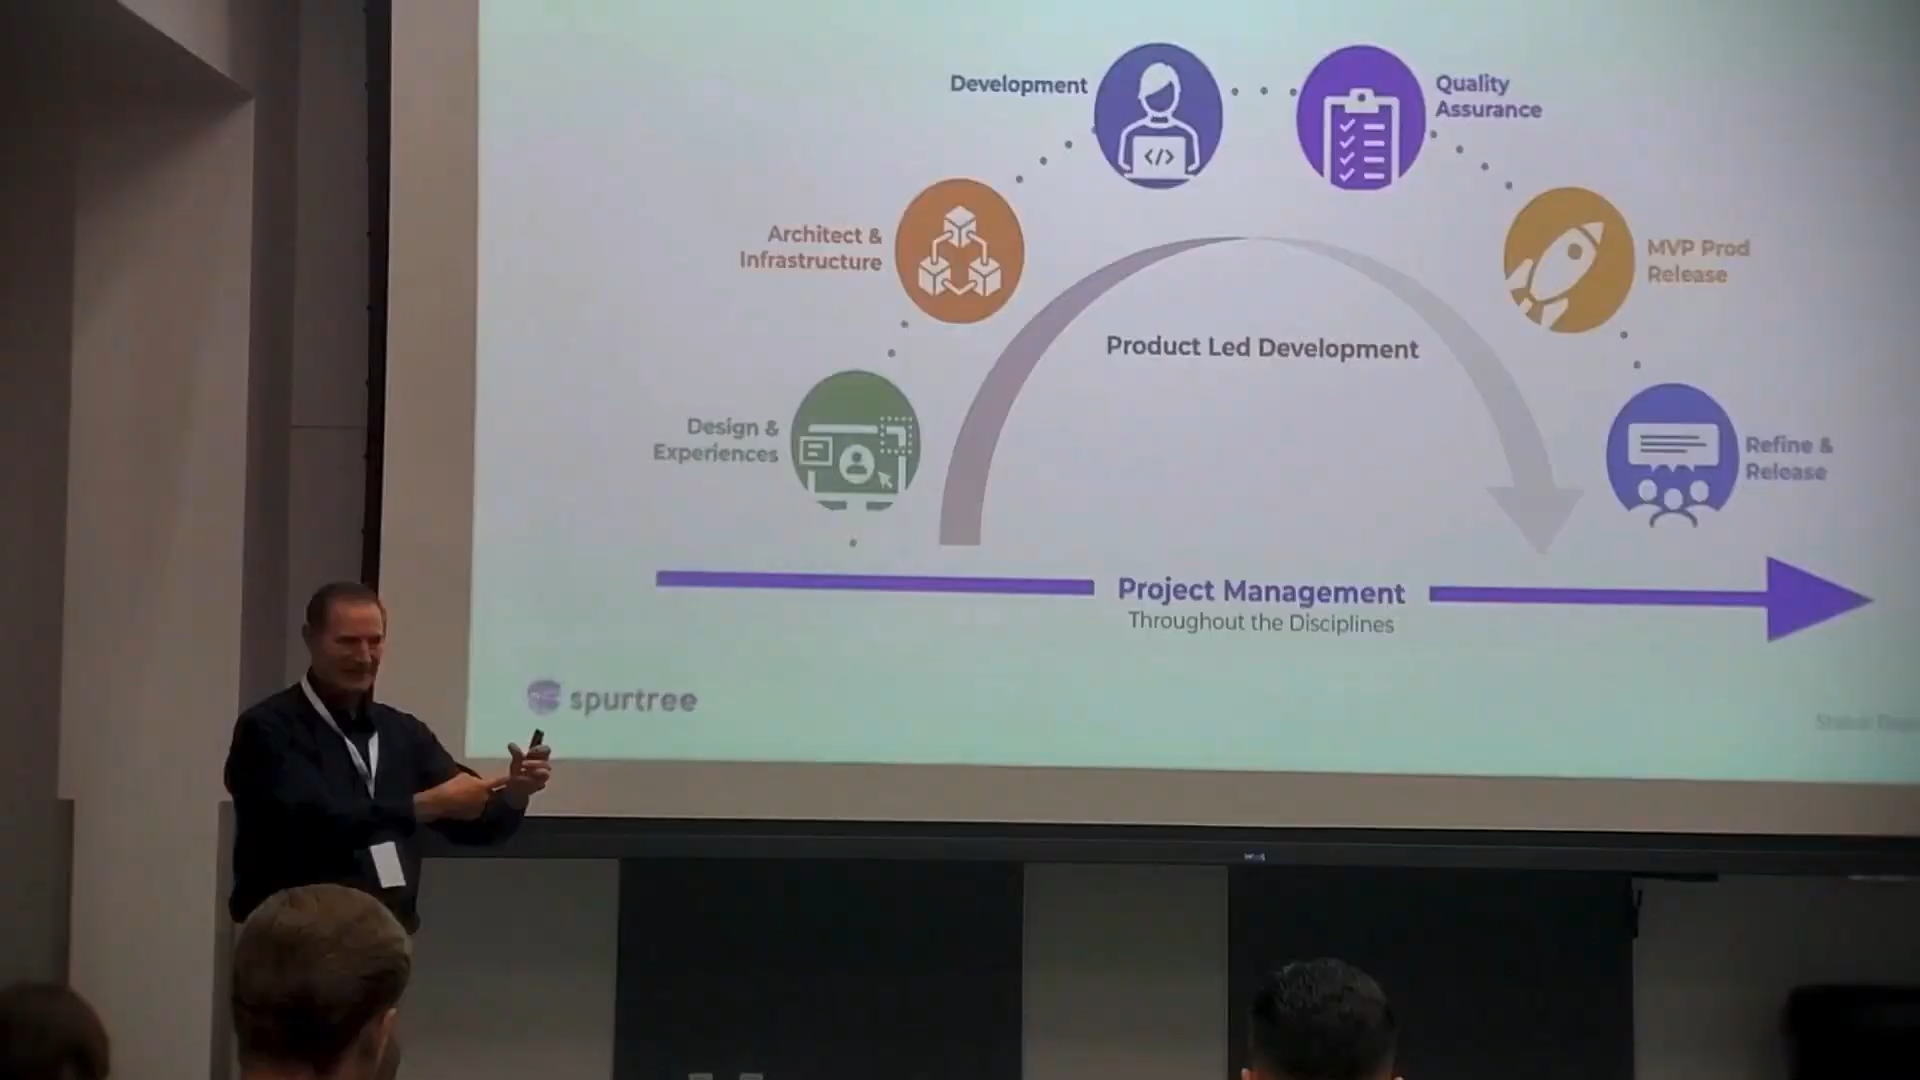 Development
Quality
Assurance
</>
Architect &
Infrastructure
MVP Prod
Release
Product Led Development
Design &
Experiences
Refine &
Release
Project Management
Throughout the Disciplines
spurtree